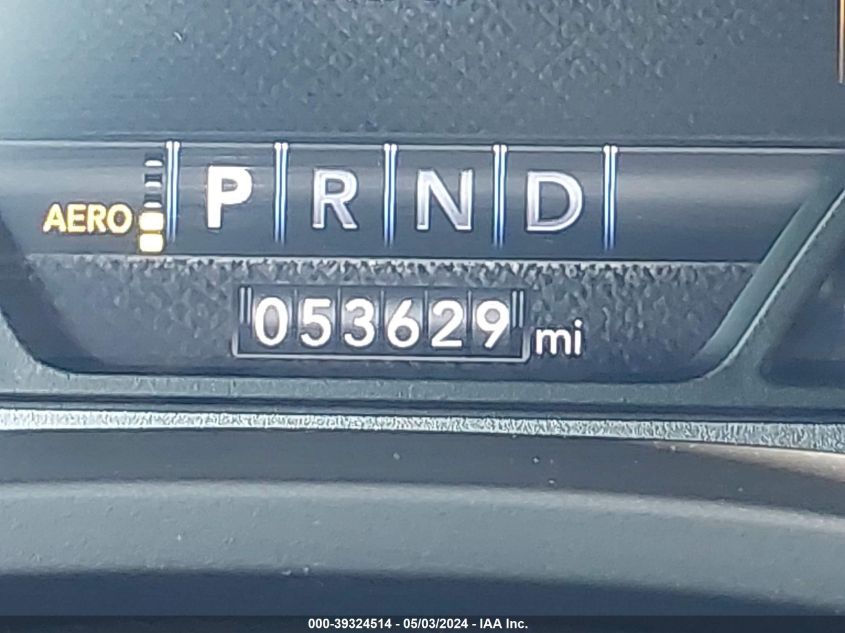 P R N D
AERO
053629 mi
000-39324514 - 05/03/2024 - IAA Inc.